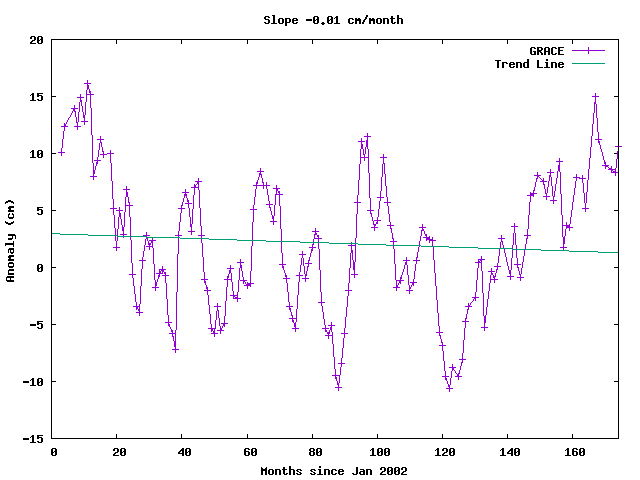 Slope -0.01 cm/month
20
15
10
5
0
-5
-10
-15
Anomaly (cm)
GRACE
Trend Line
0 20 40 60 80 100 120 140 160
Months since Jan 2002